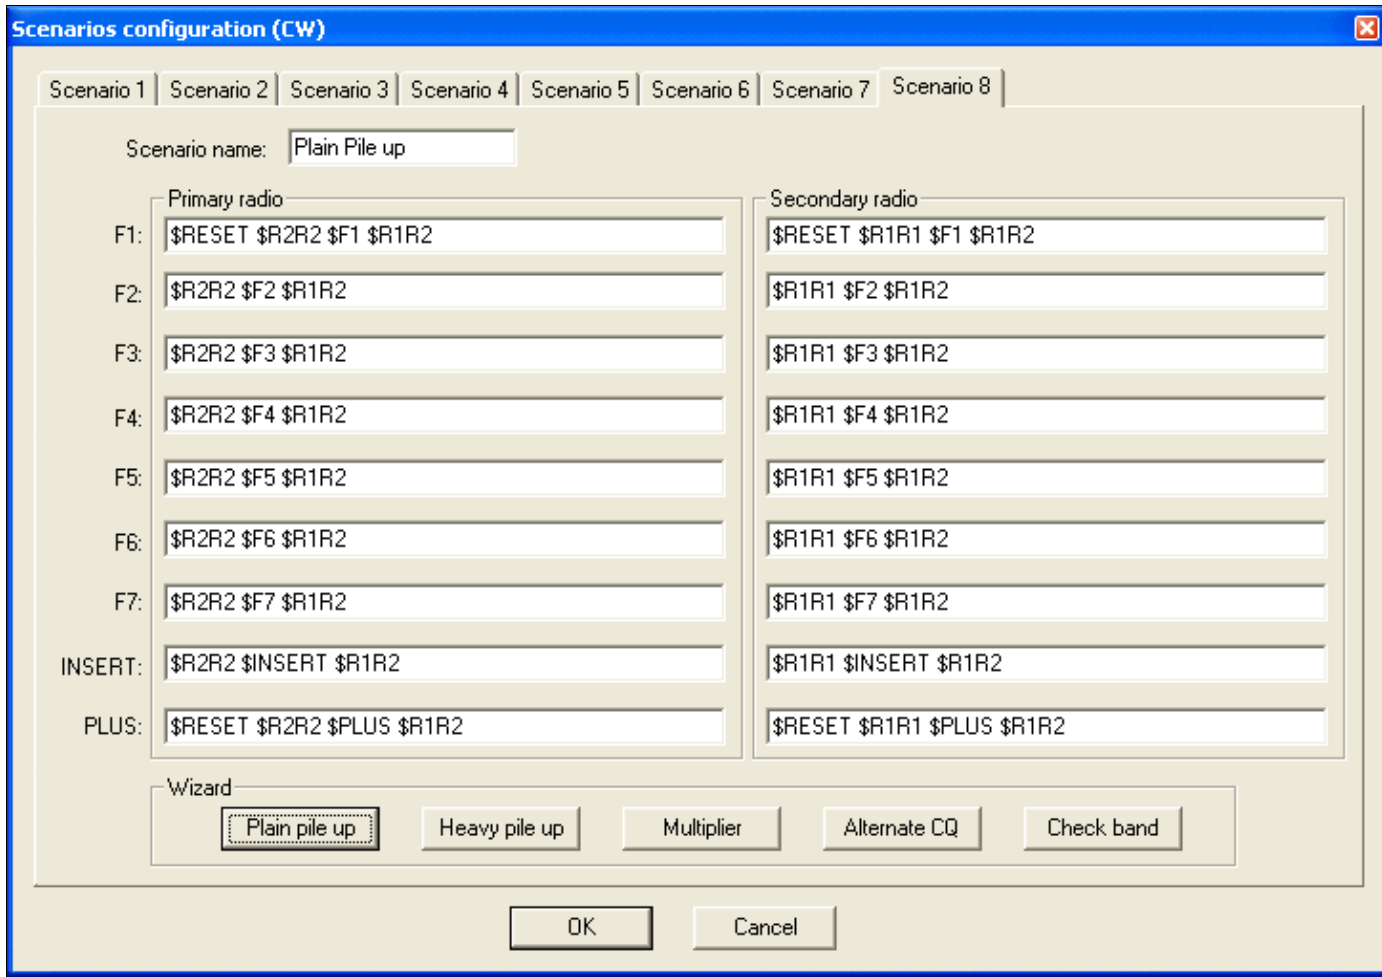 Scenarios configuration (CW)
Scenario 1 Scenario 2 Scenario 3 Scenario 4 Scenario 5 Scenario 6 Scenario 7 Scenario 8
Scenario name: Plain Pile up
Primary radio Secondary radio
F1: $RESET $R2R2 $F1 $R1R2 $RESET $R1R1 $F1 $R1R2
F2: $R2R2 $F2 $R1R2 $R1R1 $F2 $R1R2
F3: $R2R2 $F3 $R1R2 $R1R1 $F3 $R1R2
F4: $R2R2 $F4 $R1R2 $R1R1 $F4 $R1R2
F5: $R2R2 $F5 $R1R2 $R1R1 $F5 $R1R2
F6: $R2R2 $F6 $R1R2 $R1R1 $F6 $R1R2
F7: $R2R2 $F7 $R1R2 $R1R1 $F7 $R1R2
INSERT: $R2R2 $INSERT $R1R2 $R1R1 $INSERT $R1R2
PLUS: $RESET $R2R2 $PLUS $R1R2 $RESET $R1R1 $PLUS $R1R2
Wizard
Plain pile up Heavy pile up Multiplier Alternate CQ Check band
OK Cancel